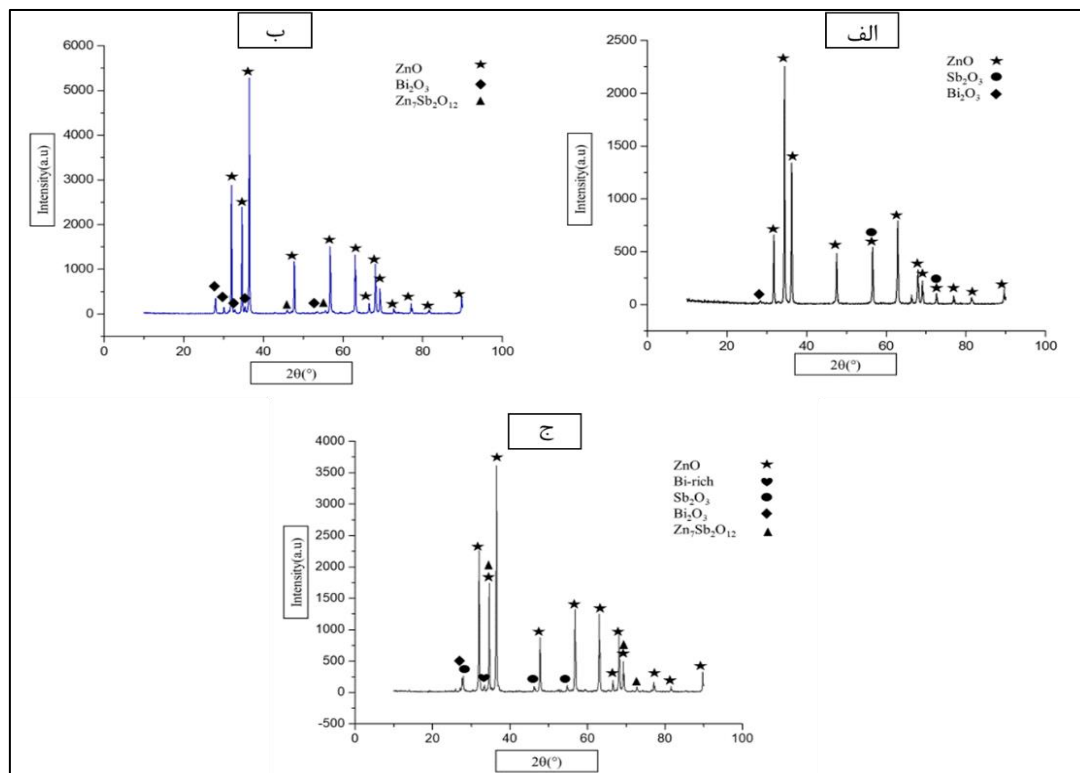 ب
6000
5000
4000
3000
2000
1000
0
0 20 40 60 80 100
Intensity(a.u)
2θ(°)
ZnO ★
Bi₂O₃ ◆
Zn₇Sb₂O₁₂ ▲
الف
2500
2000
1500
1000
500
0
0 20 40 60 80 100
Intensity(a.u)
2θ(°)
ZnO ★
Sb₂O₃ ●
Bi₂O₃ ◆
ج
4000
3500
3000
2500
2000
1500
1000
500
0
-500
0 20 40 60 80 100
Intensity(a.u)
2θ(°)
ZnO ★
Bi-rich ♥
Sb₂O₃ ●
Bi₂O₃ ◆
Zn₇Sb₂O₁₂ ▲